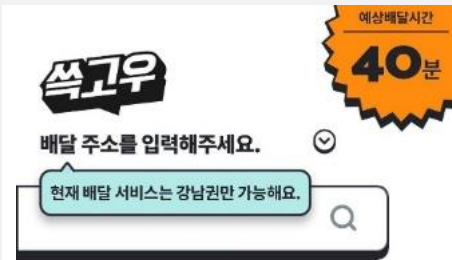 예상배달시간
40분
쓱고우
배달 주소를 입력해주세요.
현재 배달 서비스는 강남권만 가능해요.